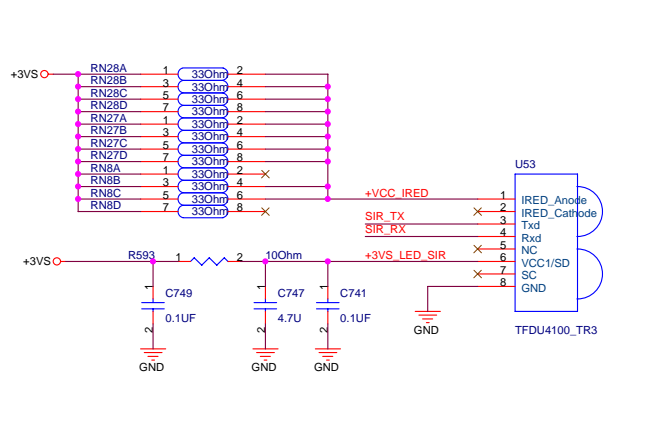 +3VS
RN28A 1 33Ohm 2
RN28B 3 33Ohm 4
RN28C 5 33Ohm 6
RN28D 7 33Ohm 8
RN27A 1 33Ohm 2
RN27B 3 33Ohm 4
RN27C 5 33Ohm 6
RN27D 7 33Ohm 8
RN8A 1 33Ohm 2
RN8B 3 33Ohm 4
RN8C 5 33Ohm 6
RN8D 7 33Ohm 8
U53
+VCC_IRED 1 IRED_Anode
2 IRED_Cathode
SIR_TX 3 Txd
SIR_RX 4 Rxd
5 NC
+3VS R593 1 2 10Ohm +3VS_LED_SIR 6 VCC1/SD
7 SC
8 GND
1 C749 1 C747 1 C741
2 0.1UF 2 4.7U 2 0.1UF
GND TFDU4100_TR3
GND GND GND